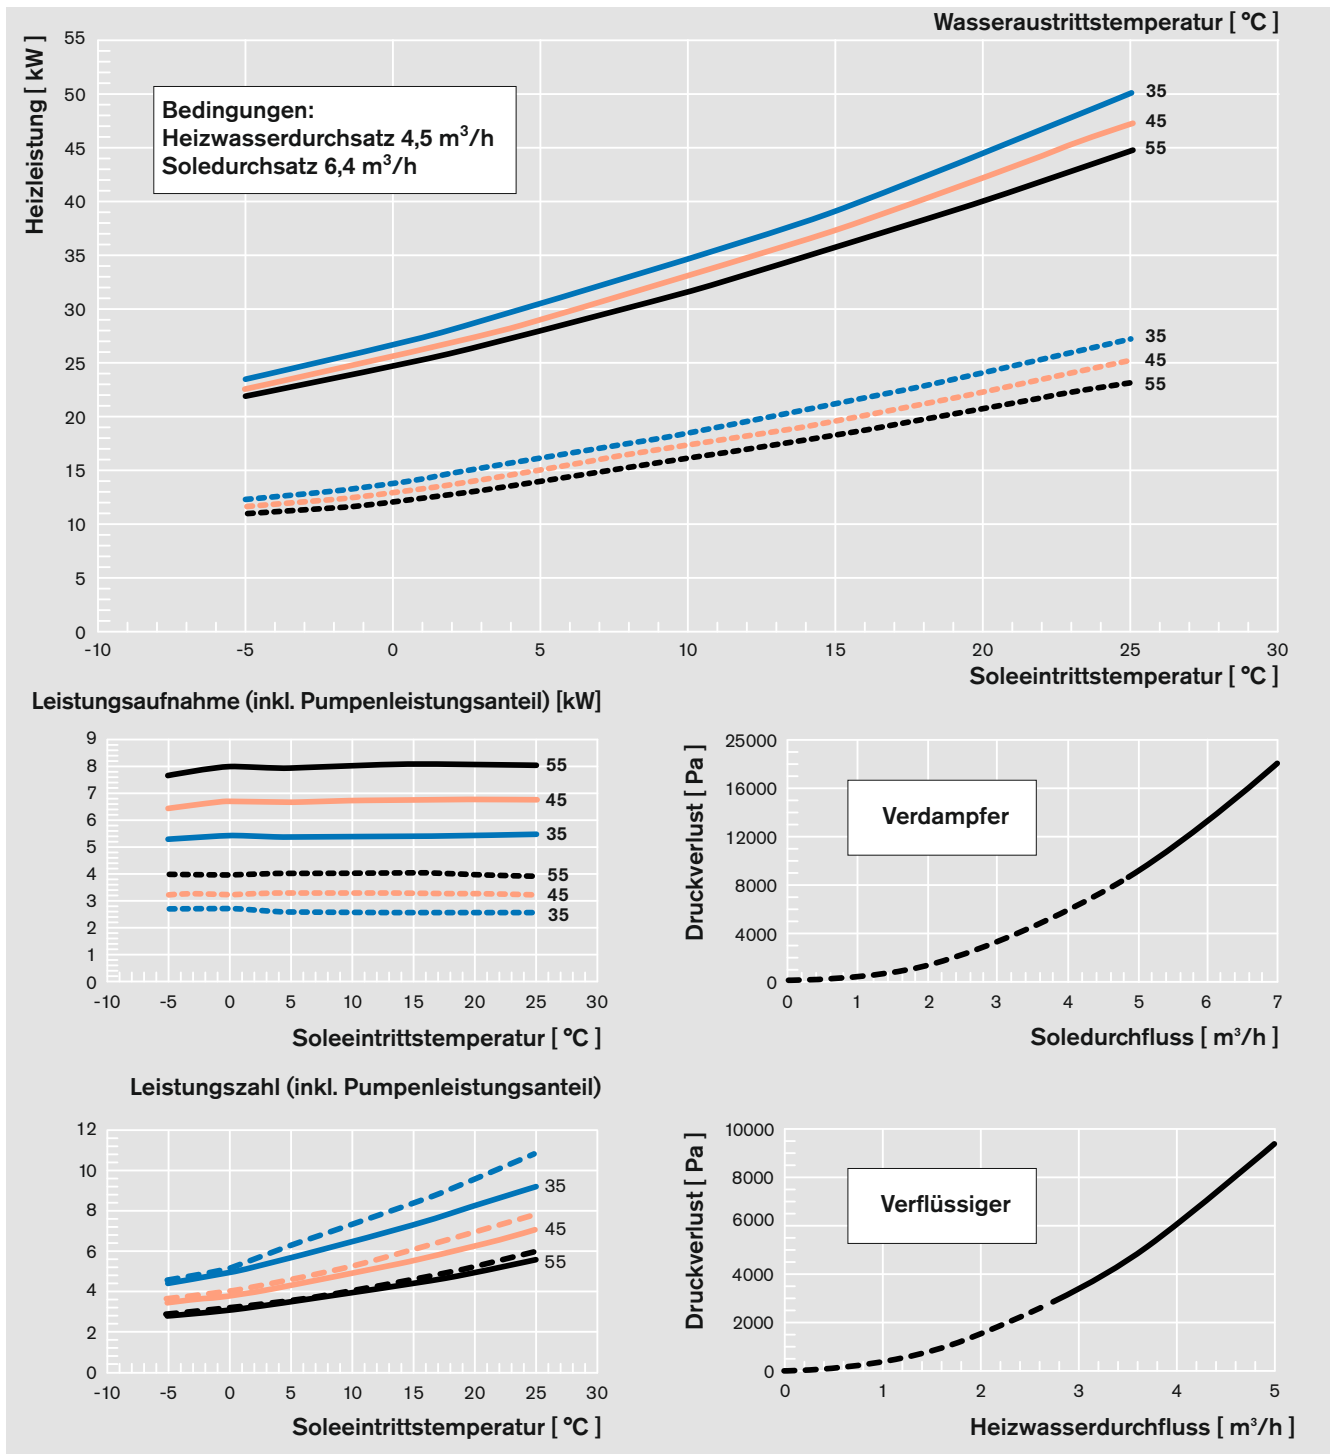 Wasseraustrittstemperatur [ °C ]
Heizleistung [ kW ]
55
50
45
40
35
30
25
20
15
10
5
0
Bedingungen:
Heizwasserdurchsatz 4,5 m³/h
Soledurchsatz 6,4 m³/h
35
45
55
35
45
55
-10 -5 0 5 10 15 20 25 30
Soleeintrittstemperatur [ °C ]
Leistungsaufnahme (inkl. Pumpenleistungsanteil) [kW]
9
8
7
6
5
4
3
2
1
0
55
45
35
55
45
35
-10 -5 0 5 10 15 20 25 30
Soleeintrittstemperatur [ °C ]
Druckverlust [ Pa ]
25000
16000
12000
8000
4000
0
Verdampfer
0 1 2 3 4 5 6 7
Soledurchfluss [ m³/h ]
Leistungszahl (inkl. Pumpenleistungsanteil)
12
10
8
6
4
2
0
35
45
55
-10 -5 0 5 10 15 20 25 30
Soleeintrittstemperatur [ °C ]
Druckverlust [ Pa ]
10000
8000
6000
4000
2000
0
Verflüssiger
0 1 2 3 4 5
Heizwasserdurchfluss [ m³/h ]